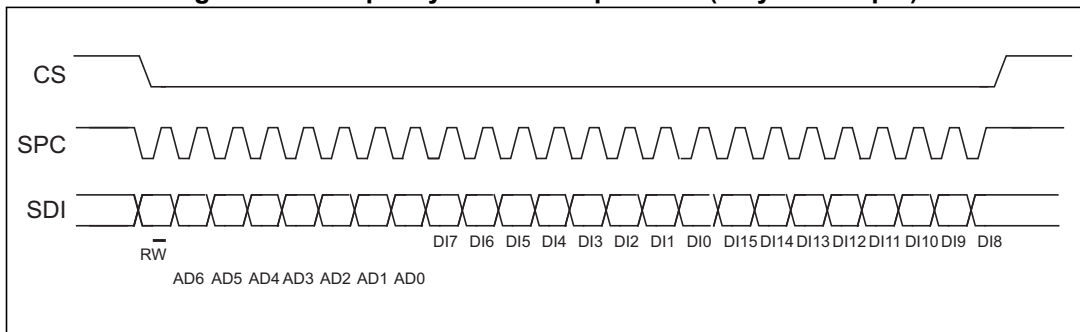 CS
SPC
SDI
RW
DI7 DI6 DI5 DI4 DI3 DI2 DI1 DI0 DI15 DI14 DI13 DI12 DI11 DI10 DI9 DI8
AD6 AD5 AD4 AD3 AD2 AD1 AD0